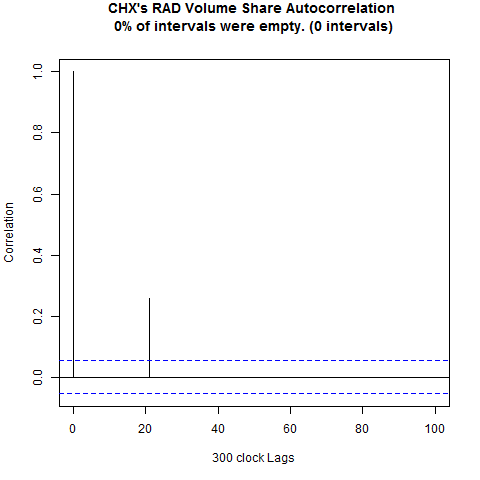 CHX's RAD Volume Share Autocorrelation
0% of intervals were empty. (0 intervals)
1.0
0.8
0.6
0.4
0.2
0.0
Correlation
0 20 40 60 80 100
300 clock Lags